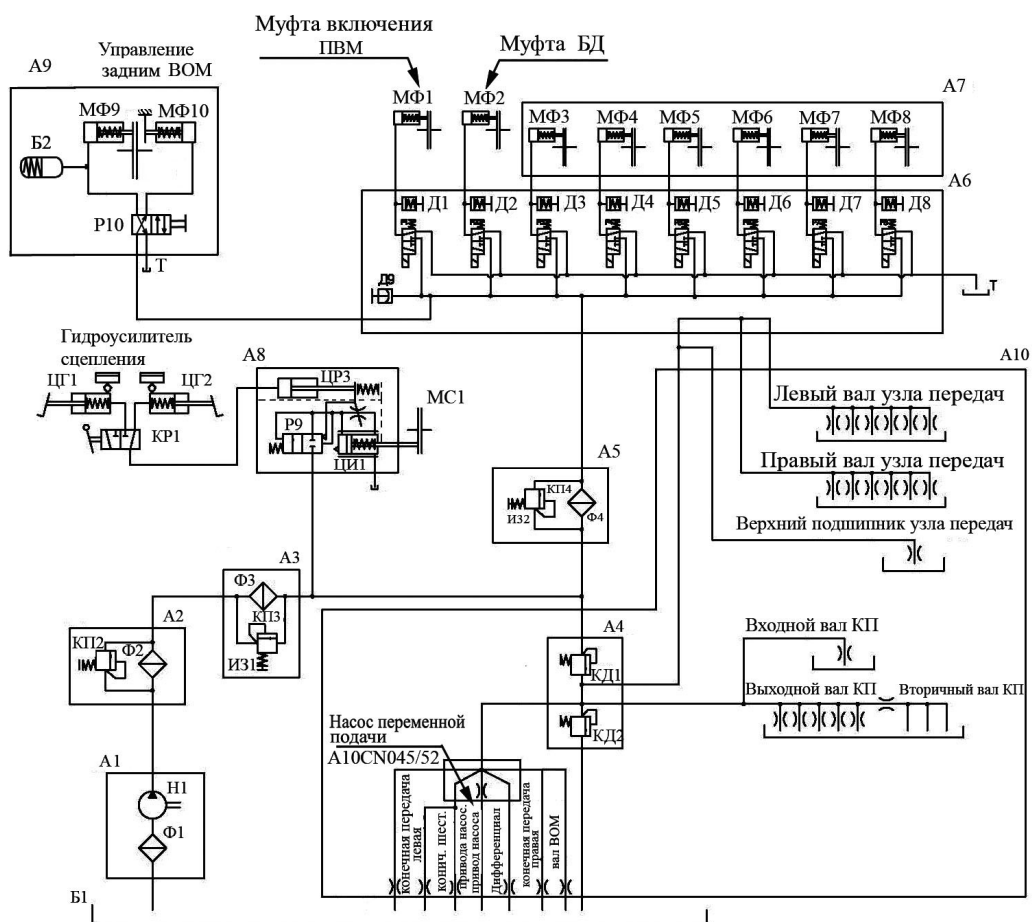 Муфта включения
ПВМ
Муфта БД
Управление
задним ВОМ
А9
МФ9
МФ10
Б2
Р10
Т
МФ1
МФ2
А7
МФ3
МФ4
МФ5
МФ6
МФ7
МФ8
А6
Д1
Д2
Д3
Д4
Д5
Д6
Д7
Д8
Д9
Т
Гидроусилитель
сцепления
ЦГ1
ЦГ2
КР1
А8
ЦР3
Р9
ЦИ1
МС1
А10
Левый вал узла передач
Правый вал узла передач
Верхний подшипник узла передач
А5
КП4
ИЗ2
Ф4
А3
Ф3
КП3
ИЗ1
А2
КП2
Ф2
А4
КД1
КД2
Входной вал КП
Выходной вал КП
Вторичный вал КП
Насос переменной
подачи
A10CN045/52
А1
Н1
Ф1
Б1
конечная передача
левая
конич. шест.
привода насос.
привод насоса
Дифференциал
конечная передача
правая
вал ВОМ